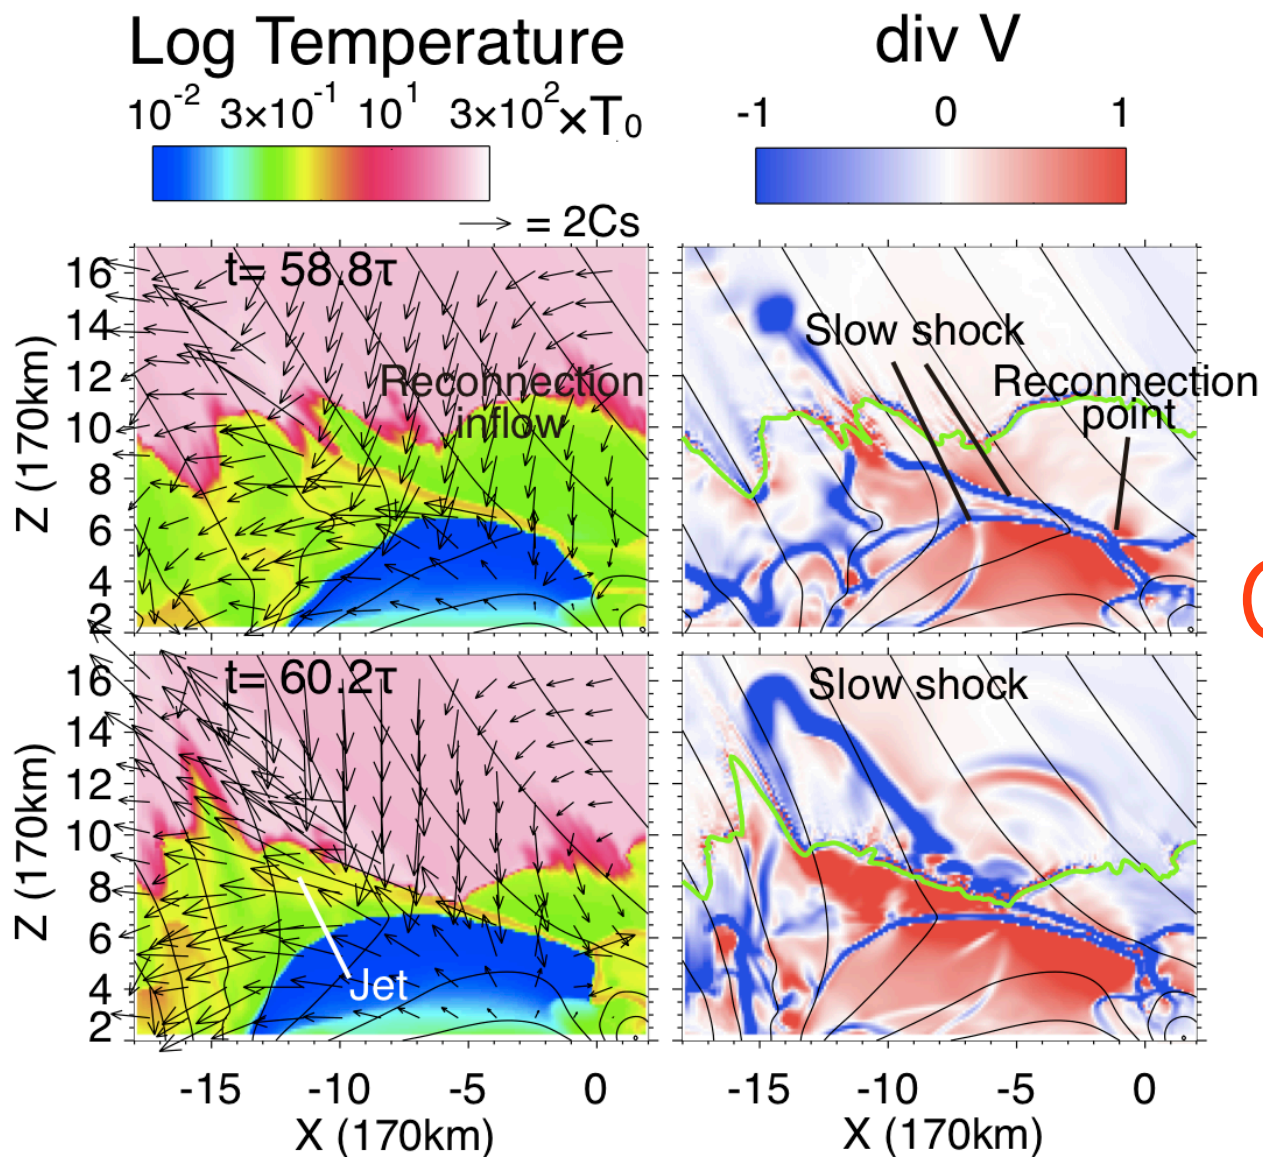 Log Temperature
div V
10^-2 3×10^-1 10^1 3×10^2 ×T₀
-1 0 1
= 2Cs
t= 58.8τ
Reconnection
inflow
Slow shock
Reconnection
point
16
14
12
10
8
6
4
2
Z (170km)
t= 60.2τ
Slow shock
Jet
16
14
12
10
8
6
4
2
Z (170km)
-15 -10 -5 0
-15 -10 -5 0
X (170km)
X (170km)